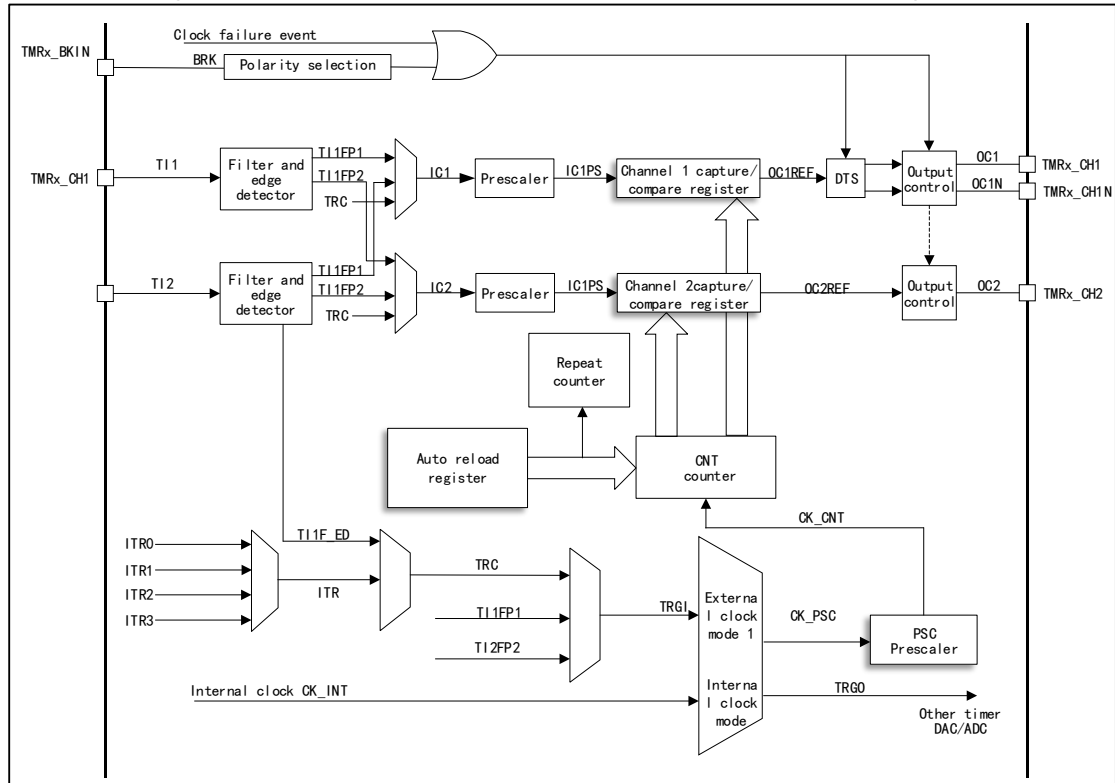 Clock failure event
TMRx_BKIN
BRK
Polarity selection
TMRx_CH1
TI1
Filter and
edge
detector
TI1FP1
TI1FP2
TRC
IC1
Prescaler
IC1PS
Channel 1 capture/
compare register
OC1REF
DTS
Output
control
OC1
OC1N
TMRx_CH1
TMRx_CH1N
TI2
Filter and
edge
detector
TI1FP1
TI1FP2
TRC
IC2
Prescaler
IC1PS
Channel 2capture/
compare register
OC2REF
Output
control
OC2
TMRx_CH2
Repeat
counter
Auto reload
register
CNT
counter
CK_CNT
ITR0
ITR1
ITR2
ITR3
TI1F_ED
ITR
TRC
TI1FP1
TI2FP2
TRGI
Externa
l clock
mode 1
CK_PSC
PSC
Prescaler
Internal clock CK_INT
Interna
l clock
mode
TRGO
Other timer
DAC/ADC